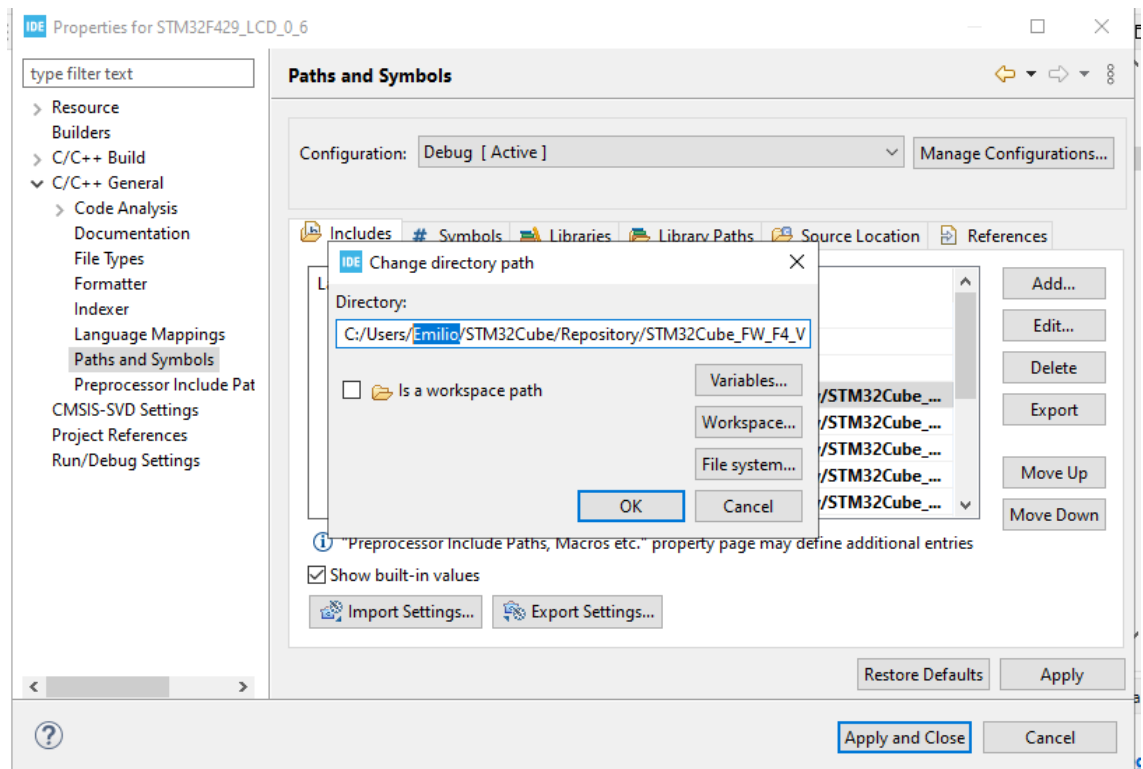 IDE Properties for STM32F429_LCD_0_6
type filter text
Resource
Builders
C/C++ Build
C/C++ General
Code Analysis
Documentation
File Types
Formatter
Indexer
Language Mappings
Paths and Symbols
Preprocessor Include Pat
CMSIS-SVD Settings
Project References
Run/Debug Settings
Paths and Symbols
Configuration: Debug [ Active ] Manage Configurations...
Includes # Symbols Libraries Library Paths Source Location References
IDE Change directory path
Directory:
C:/Users/Emilio/STM32Cube/Repository/STM32Cube_FW_F4_V
Is a workspace path
Variables...
Workspace...
File system...
OK Cancel
/STM32Cube_...
/STM32Cube_...
/STM32Cube_...
/STM32Cube_...
/STM32Cube_...
Add...
Edit...
Delete
Export
Move Up
Move Down
"Preprocessor Include Paths, Macros etc." property page may define additional entries
Show built-in values
Import Settings... Export Settings...
Restore Defaults Apply
? Apply and Close Cancel